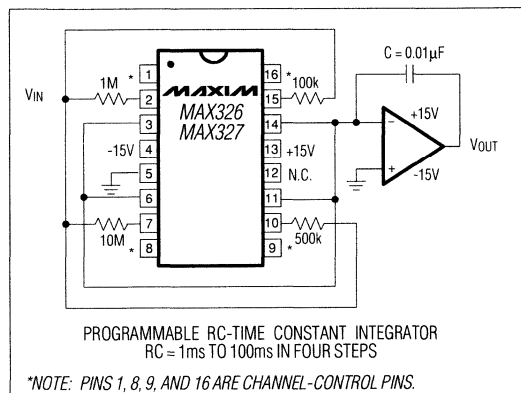 C = 0.01µF
VIN
1M
* 1
16 *
100k
MAXIM
2
15
MAX326
MAX327
3
14
− +15V
VOUT
-15V
4
13
+15V
+ -15V
5
12
N.C.
6
11
7
10
10M
500k
8 *
9 *
PROGRAMMABLE RC-TIME CONSTANT INTEGRATOR
RC = 1ms TO 100ms IN FOUR STEPS
*NOTE: PINS 1, 8, 9, AND 16 ARE CHANNEL-CONTROL PINS.